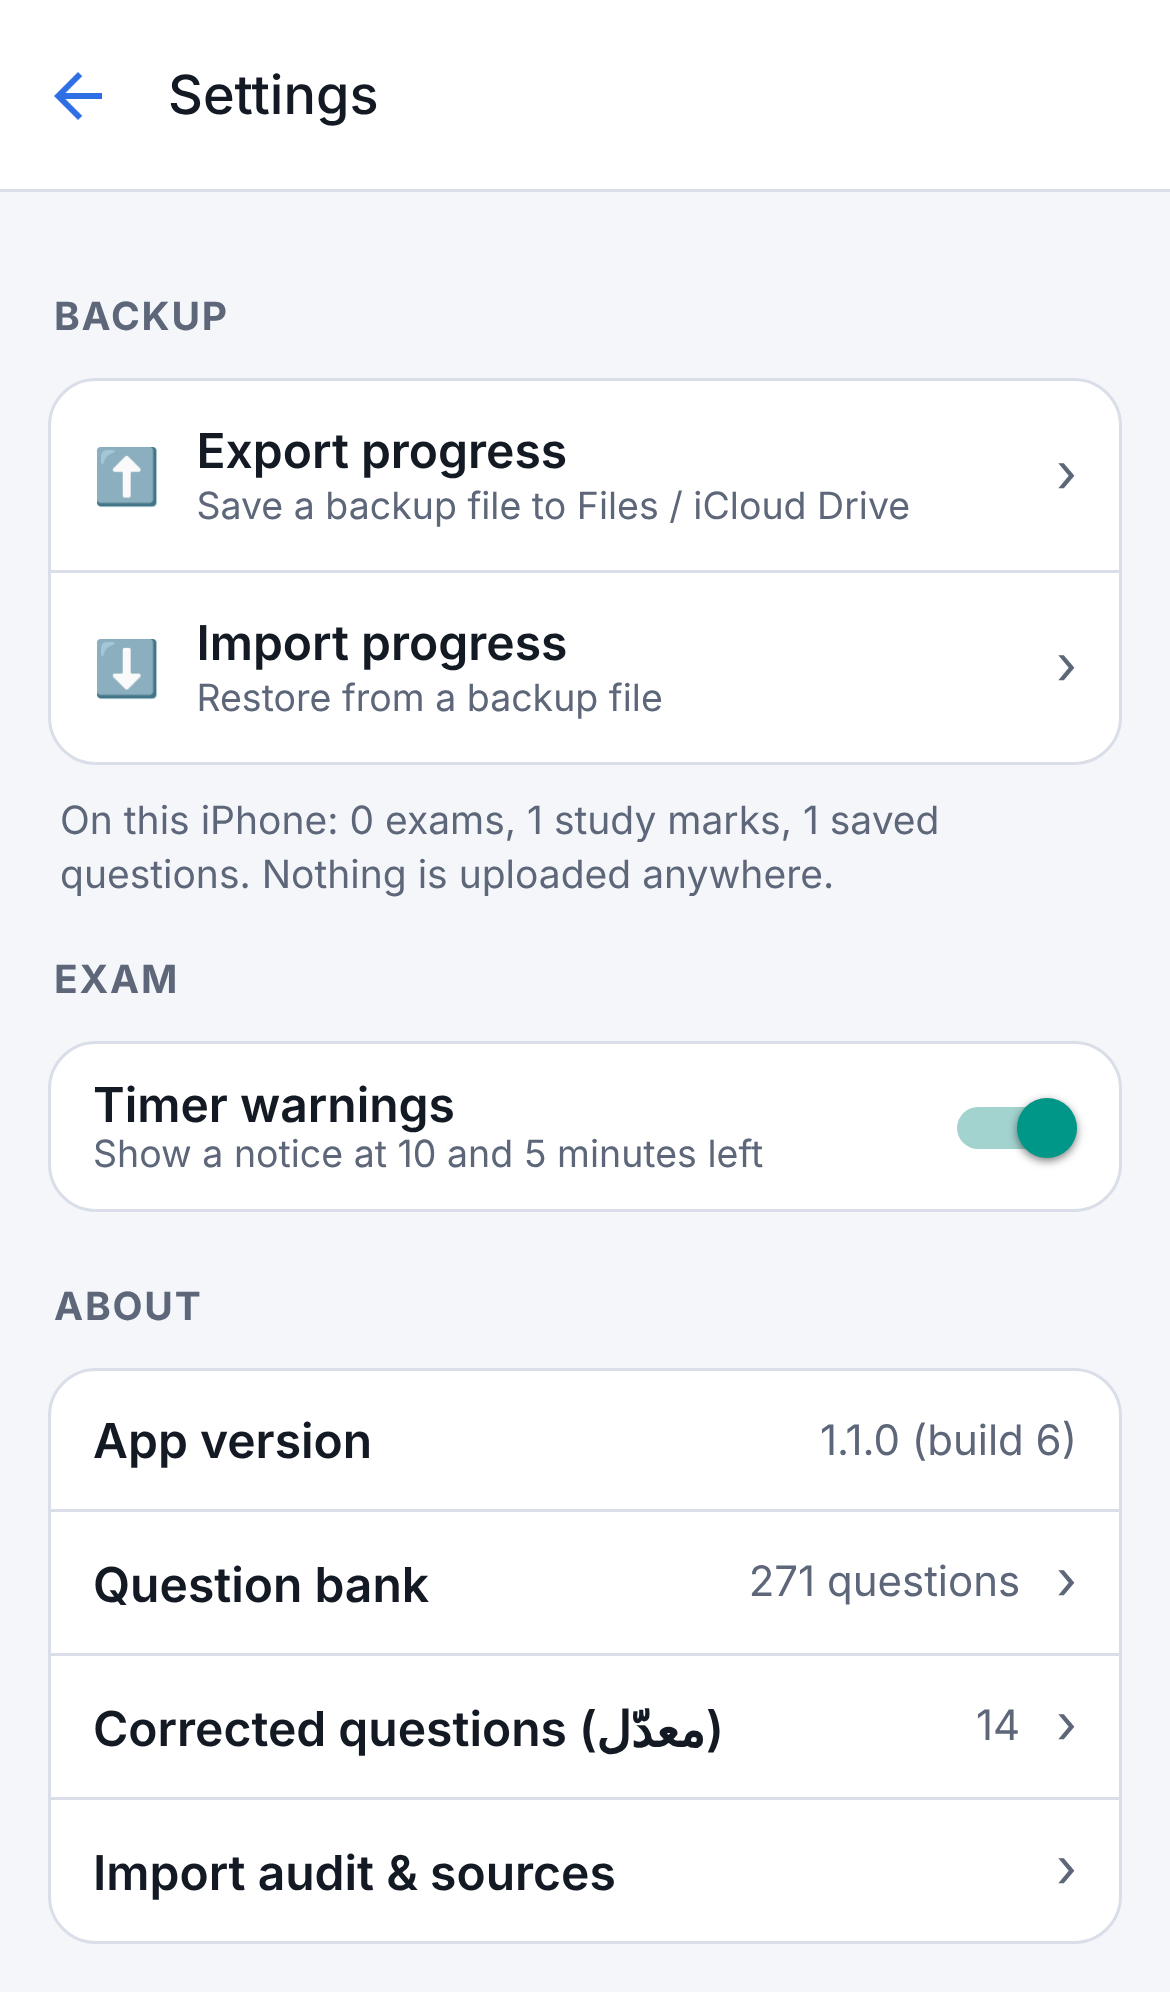 Settings
BACKUP
Export progress
Save a backup file to Files / iCloud Drive
Import progress
Restore from a backup file
On this iPhone: 0 exams, 1 study marks, 1 saved
questions. Nothing is uploaded anywhere.
EXAM
Timer warnings
Show a notice at 10 and 5 minutes left
ABOUT
App version 1.1.0 (build 6)
Question bank 271 questions
Corrected questions (معدّل) 14
Import audit & sources